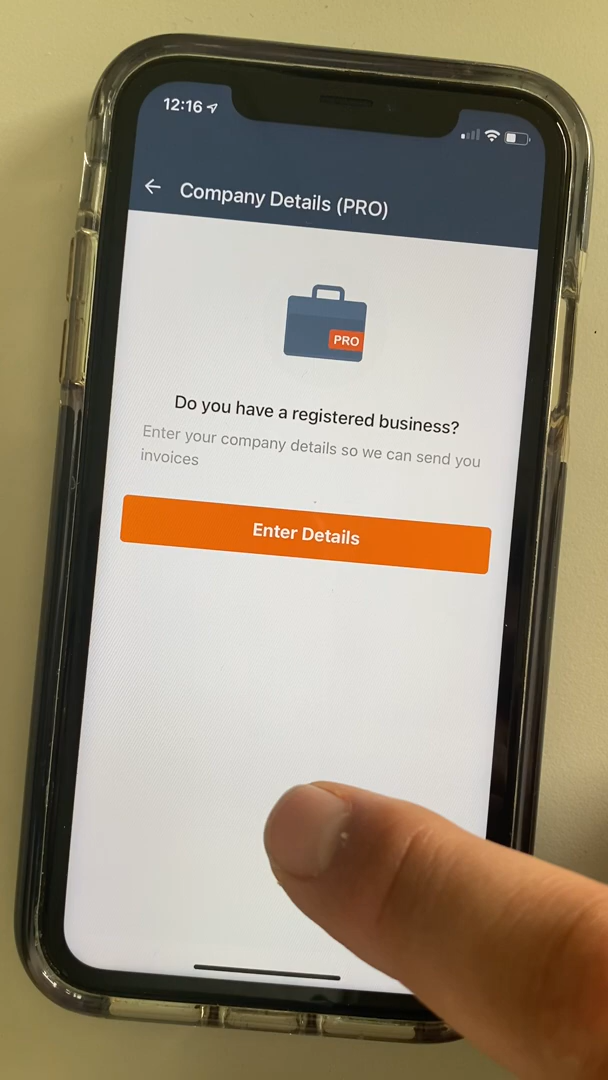 12:16
Company Details (PRO)
PRO
Do you have a registered business?
Enter your company details so we can send you
invoices
Enter Details